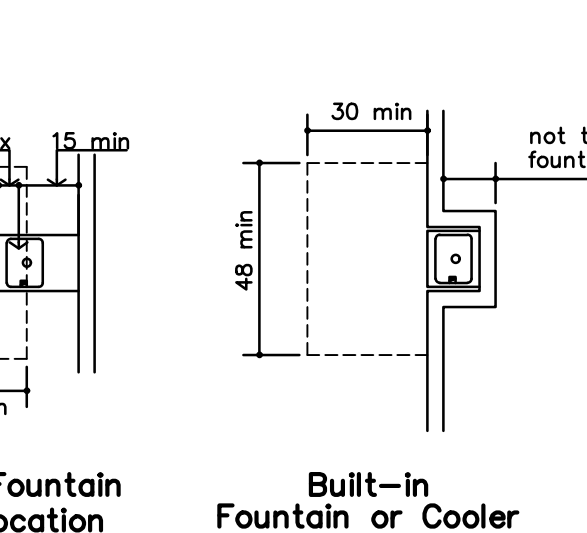 30 min
x
15 min
not t
fount
48 min
n
Fountain
ocation
Built-in
Fountain or Cooler